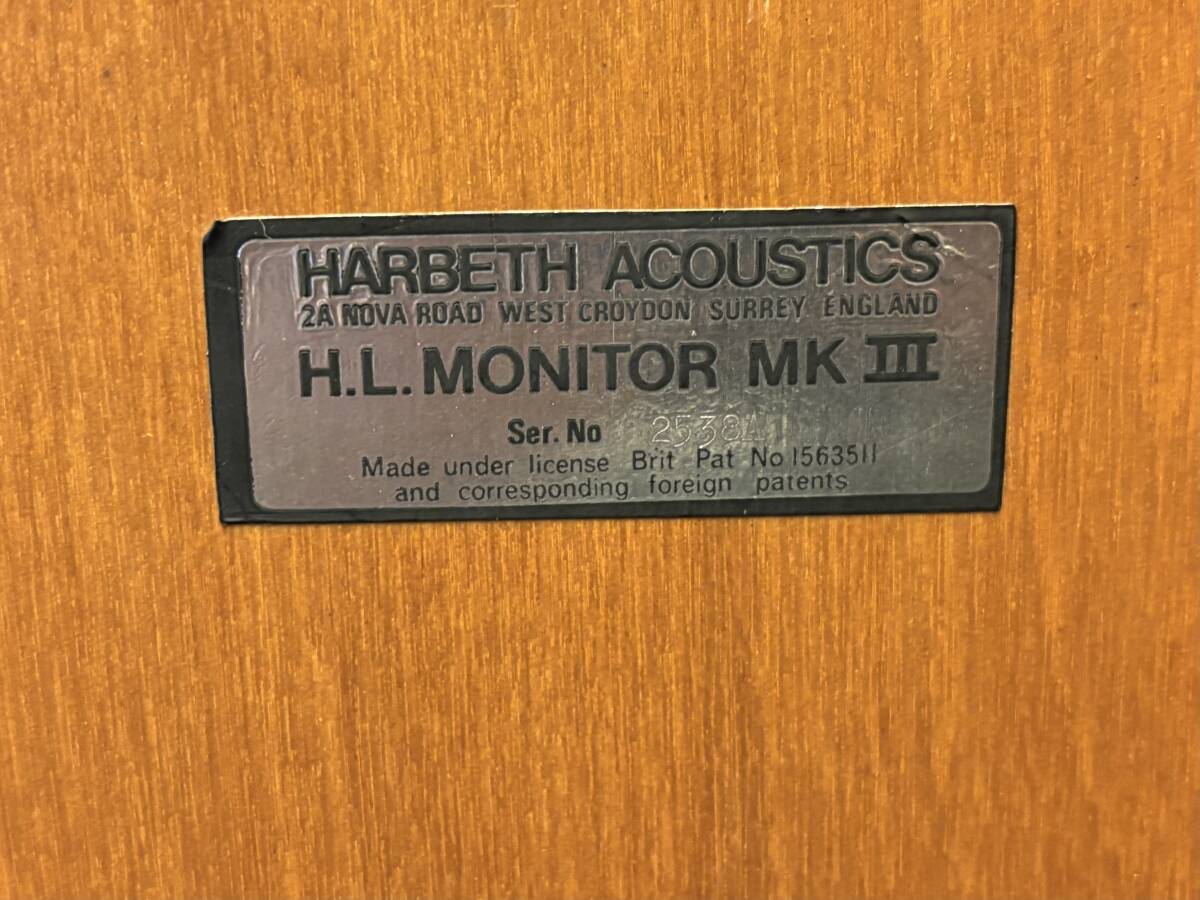 HARBETH ACOUSTICS
2A NOVA ROAD WEST CROYDON SURREY ENGLAND
H.L. MONITOR MK III
Ser. No 2538A
Made under license Brit Pat No 1563511
and corresponding foreign patents